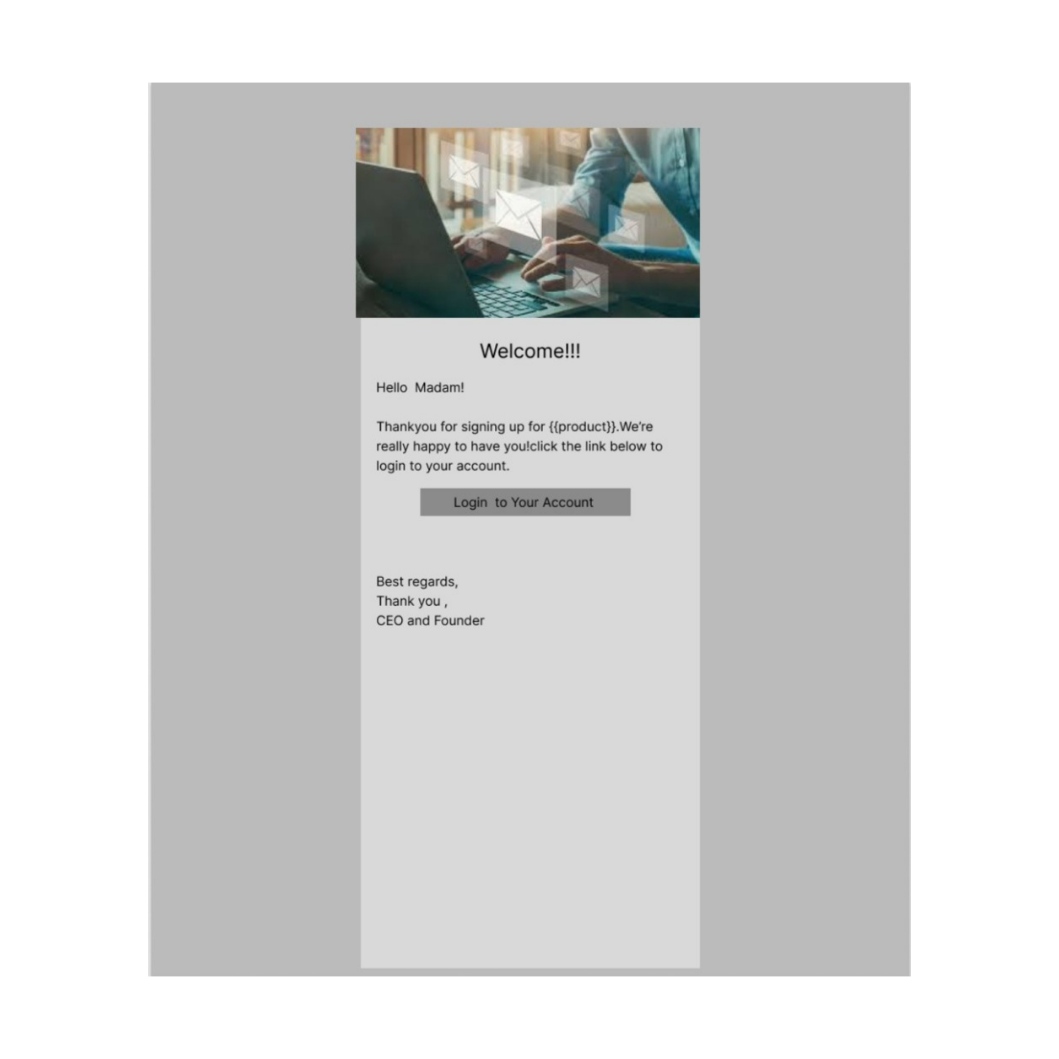 Welcome!!!
Hello  Madam!
Thankyou for signing up for {{product}}.We're
really happy to have you!click the link below to
login to your account.
Login  to Your Account
Best regards,
Thank you ,
CEO and Founder